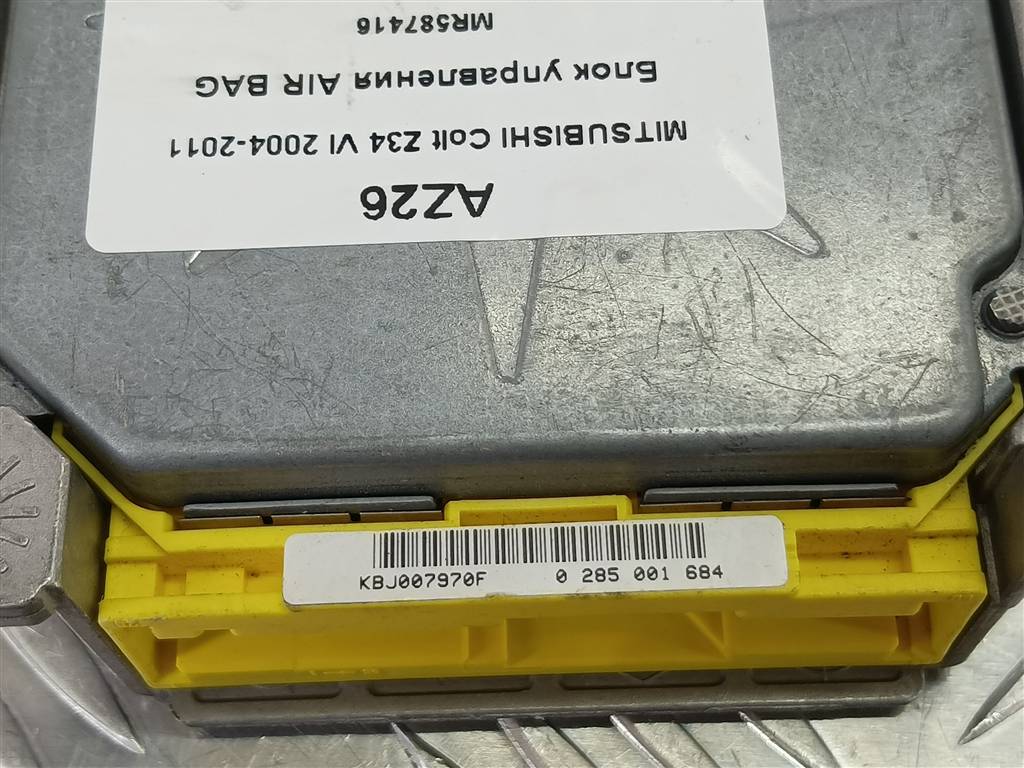 AZ26
MITSUBISHI Colt Z34 VI 2004-2011
Блок управления AIR BAG
MR587416
KBJ007970F 0 285 001 684